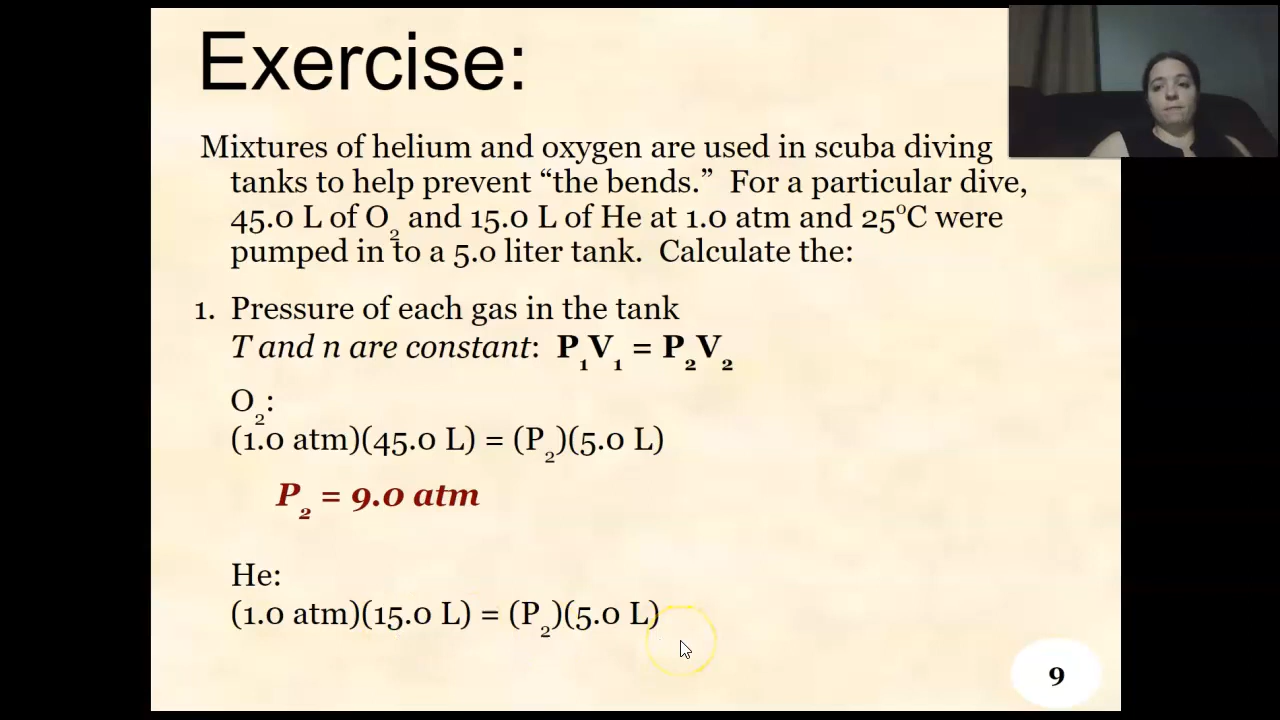 Exercise:
Mixtures of helium and oxygen are used in scuba diving
tanks to help prevent “the bends.” For a particular dive,
45.0 L of O₂ and 15.0 L of He at 1.0 atm and 25°C were
pumped in to a 5.0 liter tank. Calculate the:
1. Pressure of each gas in the tank
T and n are constant: P₁V₁ = P₂V₂
O₂:
(1.0 atm)(45.0 L) = (P₂)(5.0 L)
P₂ = 9.0 atm
He:
(1.0 atm)(15.0 L) = (P₂)(5.0 L)
9